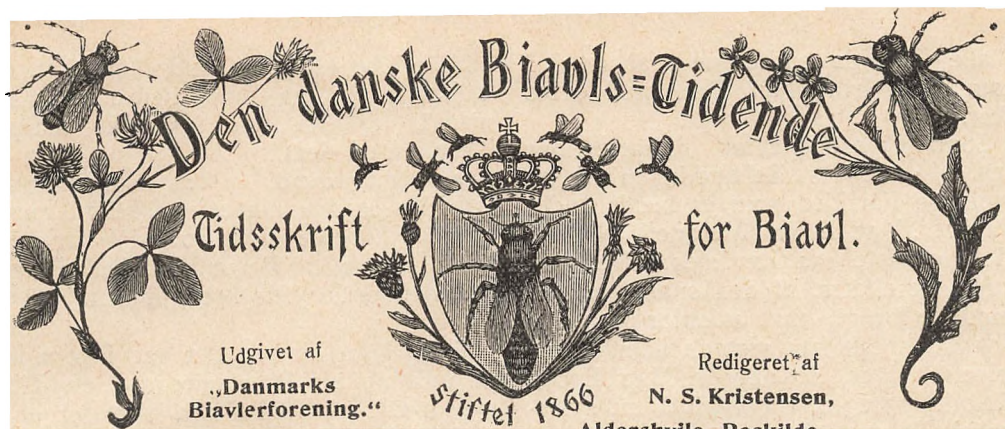 Den danske Biavls=Tidende
Tidsskrift for Biavl.
Udgivet af
„Danmarks
Biavlerforening.“
stiftet 1866
Redigeret af
N. S. Kristensen,